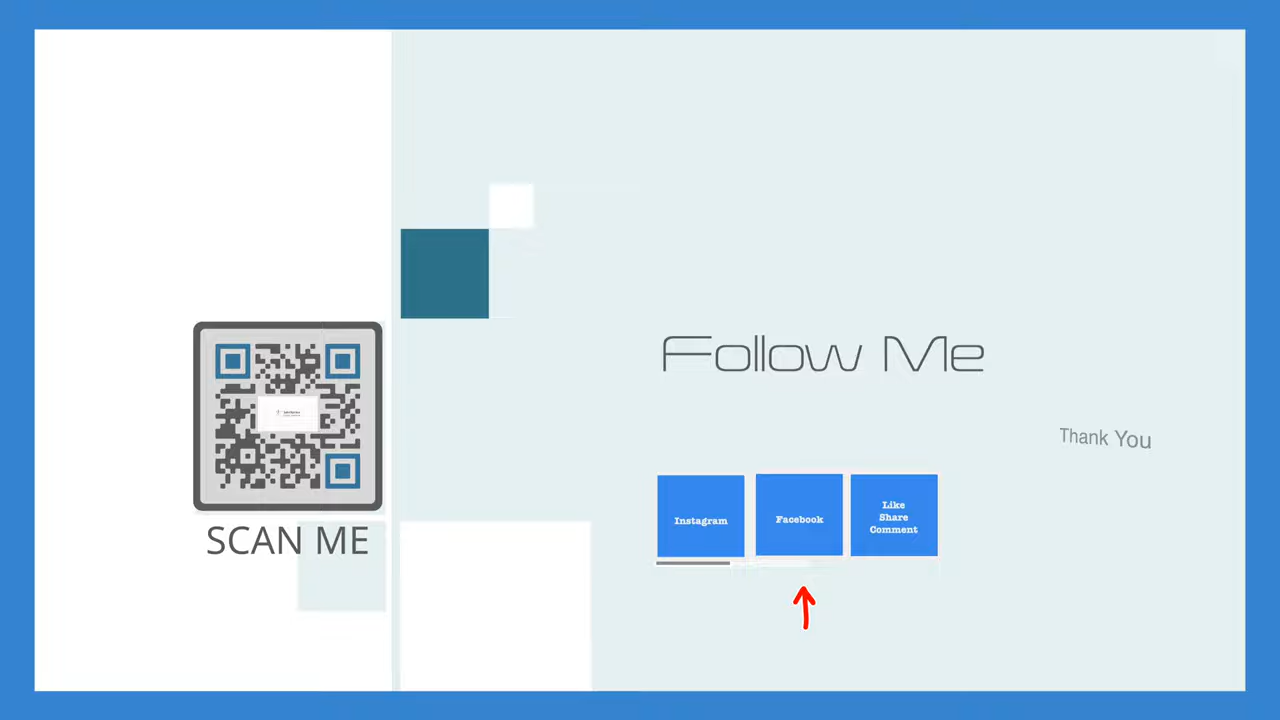 Follow Me
Thank You
Instagram
Facebook
Like
Share
Comment
SCAN ME